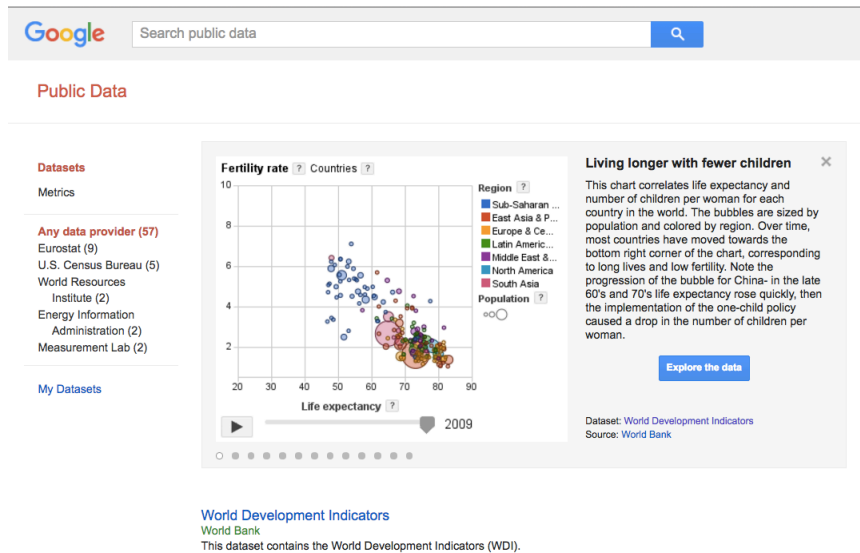 Google
Search public data
Public Data
Datasets
Metrics
Any data provider (57)
Eurostat (9)
U.S. Census Bureau (5)
World Resources
Institute (2)
Energy Information
Administration (2)
Measurement Lab (2)
My Datasets
Fertility rate ? Countries ?
10
8
6
4
2
20 30 40 50 60 70 80 90
Life expectancy ?
2009
Region ?
Sub-Saharan ...
East Asia & P...
Europe & Ce...
Latin Americ...
Middle East &...
North America
South Asia
Population ?
Living longer with fewer children
This chart correlates life expectancy and
number of children per woman for each
country in the world. The bubbles are sized by
population and colored by region. Over time,
most countries have moved towards the
bottom right corner of the chart, corresponding
to long lives and low fertility. Note the
progression of the bubble for China- in the late
60's and 70's life expectancy rose quickly, then
the implementation of the one-child policy
caused a drop in the number of children per
woman.
Explore the data
Dataset: World Development Indicators
Source: World Bank
World Development Indicators
World Bank
This dataset contains the World Development Indicators (WDI).